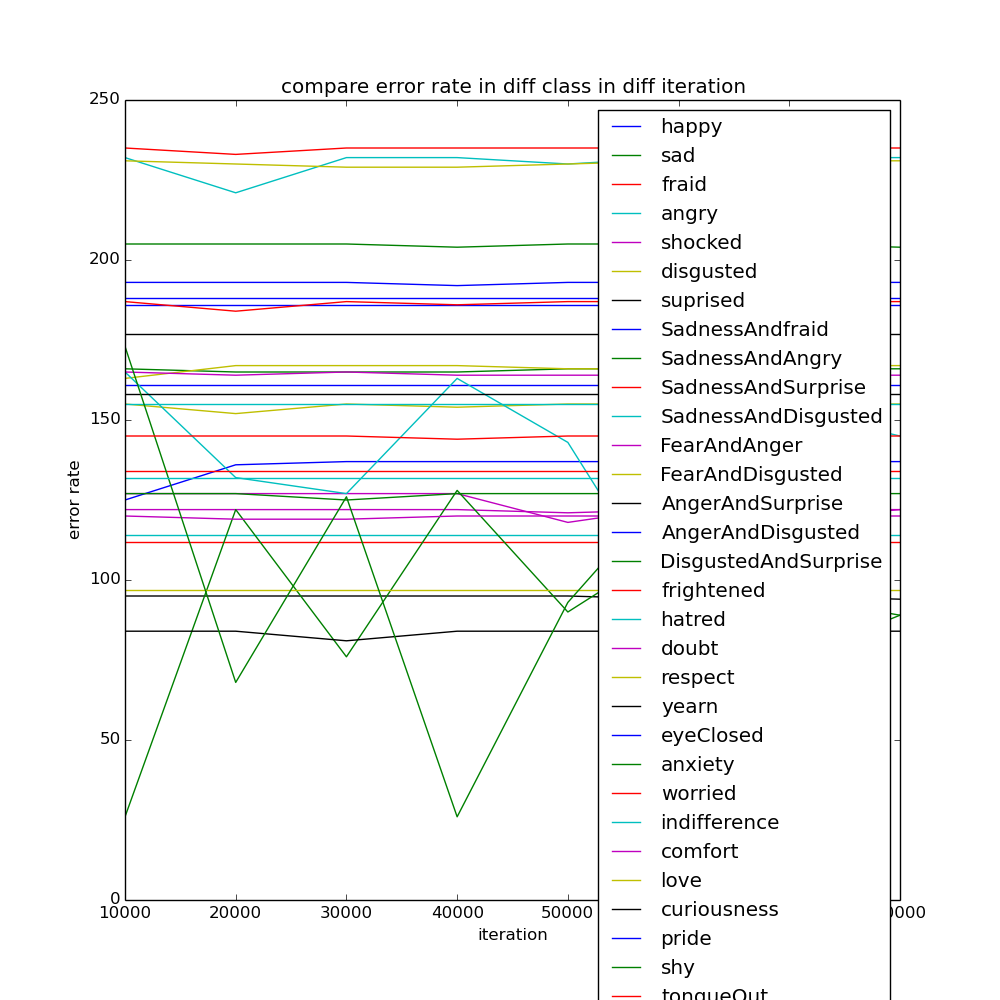 compare error rate in diff class in diff iteration
250
200
150
100
50
0
error rate
10000 20000 30000 40000 50000 0000
iteration
happy
sad
fraid
angry
shocked
disgusted
suprised
SadnessAndfraid
SadnessAndAngry
SadnessAndSurprise
SadnessAndDisgusted
FearAndAnger
FearAndDisgusted
AngerAndSurprise
AngerAndDisgusted
DisgustedAndSurprise
frightened
hatred
doubt
respect
yearn
eyeClosed
anxiety
worried
indifference
comfort
love
curiousness
pride
shy
tongueOut